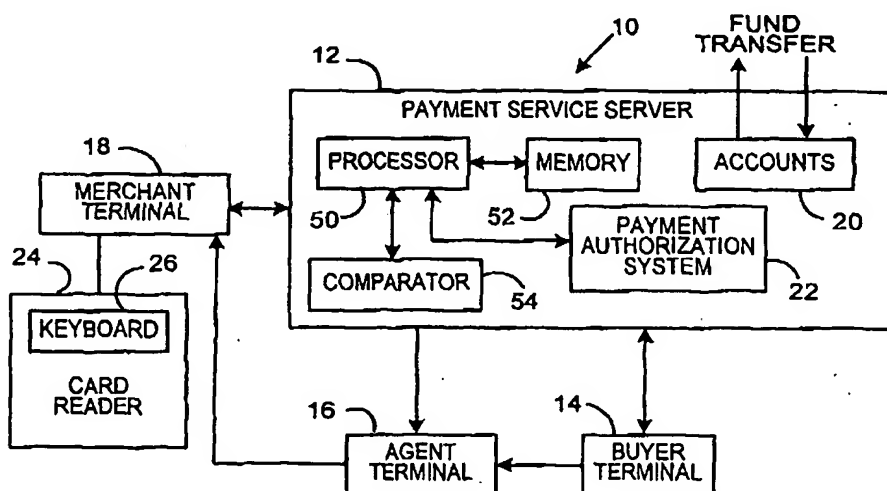 10
FUND
TRANSFER
12
PAYMENT SERVICE SERVER
18
PROCESSOR
MEMORY
ACCOUNTS
MERCHANT
TERMINAL
50
52
20
PAYMENT
AUTHORIZATION
SYSTEM
24
26
COMPARATOR
54
22
KEYBOARD
CARD
READER
16
14
AGENT
TERMINAL
BUYER
TERMINAL